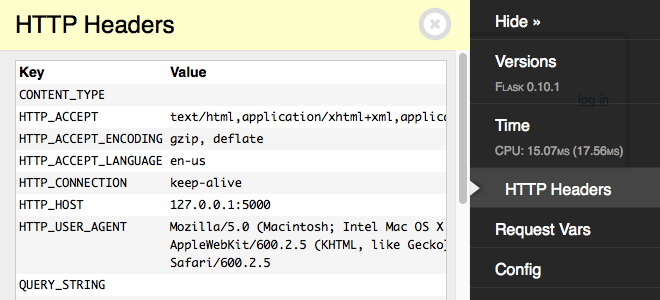 HTTP Headers
Key Value
CONTENT_TYPE
HTTP_ACCEPT text/html,application/xhtml+xml,applica
HTTP_ACCEPT_ENCODING gzip, deflate
HTTP_ACCEPT_LANGUAGE en-us
HTTP_CONNECTION keep-alive
HTTP_HOST 127.0.0.1:5000
HTTP_USER_AGENT Mozilla/5.0 (Macintosh; Intel Mac OS X
AppleWebKit/600.2.5 (KHTML, like Gecko)
Safari/600.2.5
QUERY_STRING
Hide »
Versions
Flask 0.10.1
log in
Time
CPU: 15.07ms (17.56ms)
HTTP Headers
Request Vars
Config